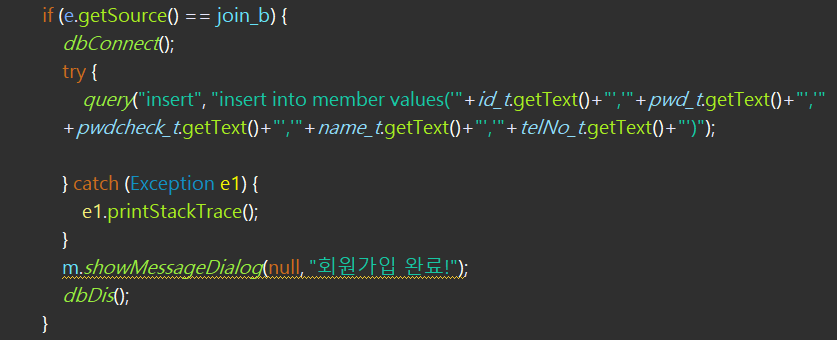 if (e.getSource() == join_b) {
dbConnect();
try {
query("insert", "insert into member values('"+id_t.getText()+"','"+pwd_t.getText()+"','"
+pwdcheck_t.getText()+"','"+name_t.getText()+"','"+telNo_t.getText()+"')");
} catch (Exception e1) {
e1.printStackTrace();
}
m.showMessageDialog(null, "회원가입 완료!");
dbDis();
}